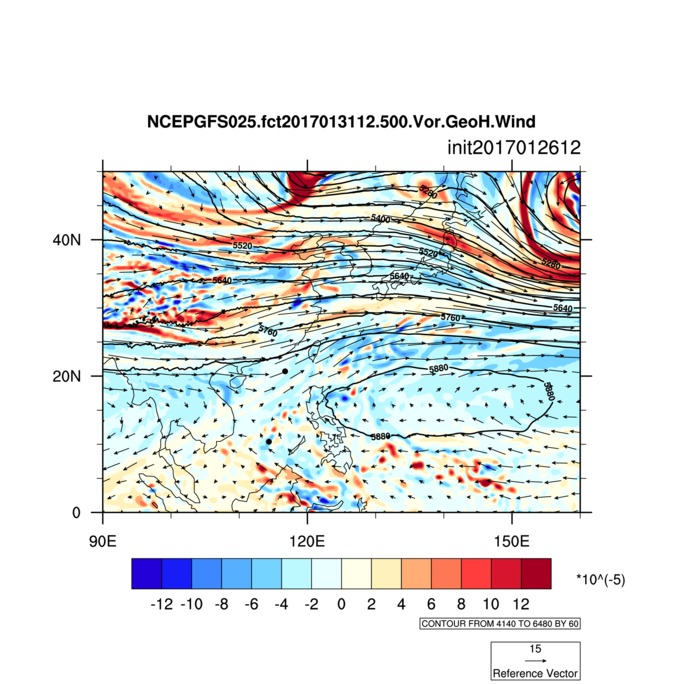 NCEPGFS025.fct2017013112.500.Vor.GeoH.Wind
init2017012612
5280
5400
40N
5520
5520
5280
5640
5640
5640
5760
5760
20N
5880
5880
5880
0
90E 120E 150E
-12 -10 -8 -6 -4 -2 0 2 4 6 8 10 12
*10^(-5)
CONTOUR FROM 4140 TO 6480 BY 60
15
Reference Vector